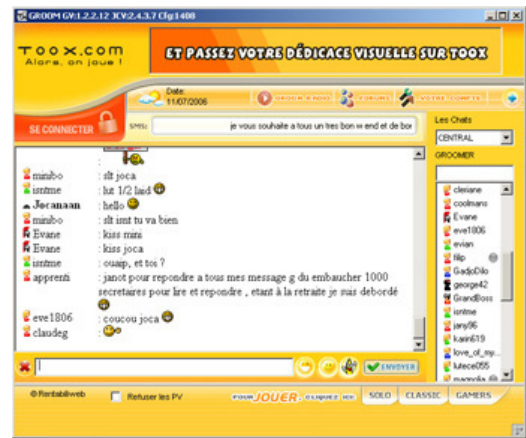 GROOM GV:1.2.2.12 JCV:2.4.3.7 Cfg:1408
TOOX.COM
Alors, on joue !
ET PASSEZ VOTRE DÉDICACE VISUELLE SUR TOOX
Date:
11/07/2006
GROOM RADIO
FORUMS
VOTRE COMPTE
SE CONNECTER
SMS:
je vous souhaite a tous un tres bon w end et de bor
Les Chats
CENTRAL
GROOMER
:
minibo : slt joca
isntme : lut 1/2 laid
Jocanaan : hello
minibo : slt isnt tu va bien
Evane : kiss mini
Evane : kiss joca
isntme : ouaip, et toi ?
apprenti : janot pour repondre a tous mes message g du embaucher 1000
secretaires pour lire et repondre , etant à la retraite je suis debordé
eve1806 : coucou joca
claudeg :
cleriane
coolmans
Evane
eve1806
evian
filip
GadjoDilo
george42
GrandBoss
isntme
jany96
karin619
love_of_my...
lutece055
magnolia
ENVOYER
© Rentabiliweb
Refuser les PV
POUR JOUER, CLIQUEZ ICI
SOLO
CLASSIC
GAMERS